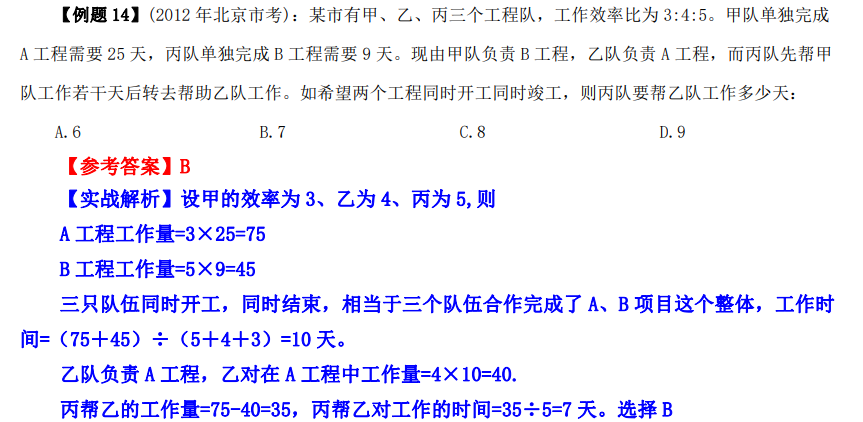 【例题 14】(2012 年北京市考)：某市有甲、乙、丙三个工程队，工作效率比为 3:4:5。甲队单独完成
A 工程需要 25 天，丙队单独完成 B 工程需要 9 天。现由甲队负责 B 工程，乙队负责 A 工程，而丙队先帮甲
队工作若干天后转去帮助乙队工作。如希望两个工程同时开工同时竣工，则丙队要帮乙队工作多少天：
A.6 B.7 C.8 D.9
【参考答案】B
【实战解析】设甲的效率为 3、乙为 4、丙为 5,则
A 工程工作量=3×25=75
B 工程工作量=5×9=45
三只队伍同时开工，同时结束，相当于三个队伍合作完成了 A、B 项目这个整体，工作时
间=（75＋45）÷（5＋4＋3）=10 天。
乙队负责 A 工程，乙对在 A 工程中工作量=4×10=40.
丙帮乙的工作量=75-40=35，丙帮乙对工作的时间=35÷5=7 天。选择 B